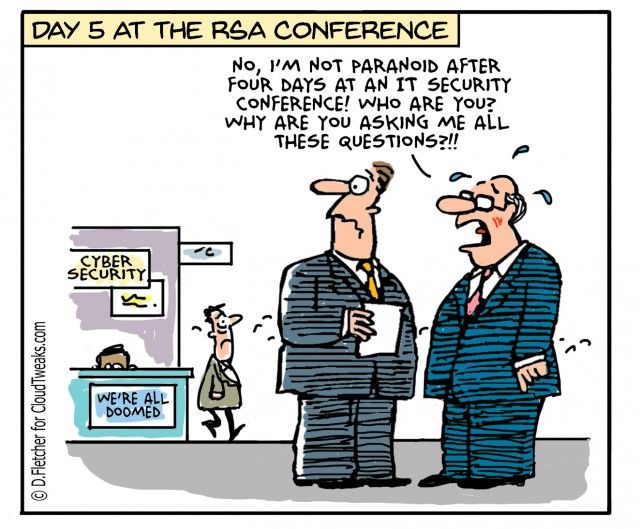 DAY 5 AT THE RSA CONFERENCE
NO, I'M NOT PARANOID AFTER
FOUR DAYS AT AN IT SECURITY
CONFERENCE! WHO ARE YOU?
WHY ARE YOU ASKING ME ALL
THESE QUESTIONS?!!
CYBER
SECURITY
WE'RE ALL
DOOMED
© D.Fletcher for CloudTweaks.com